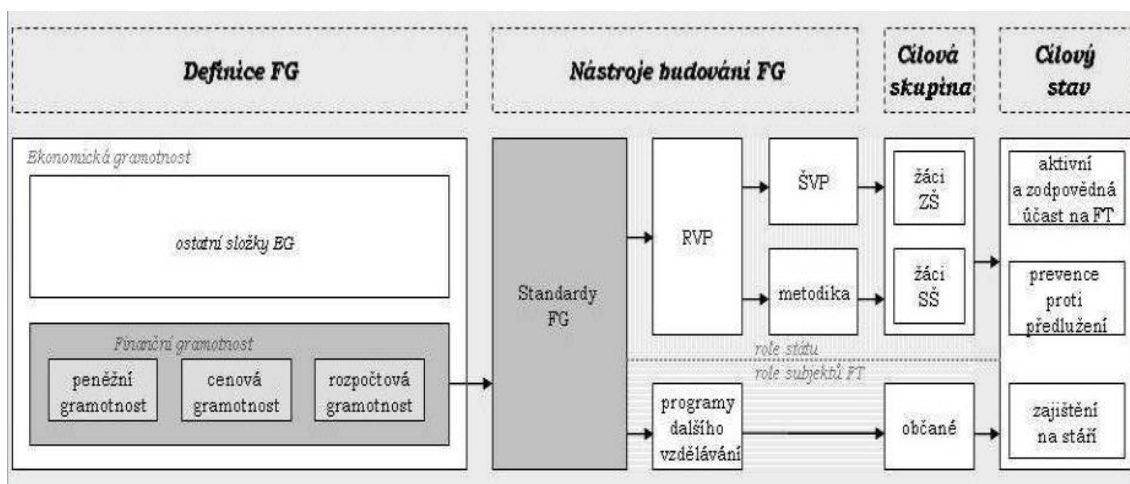 Definice FG
Nástroje budování FG
Cílová
skupina
Cílový
stav
Ekonomická gramotnost
ostatní složky EG
Finanční gramotnost
peněžní
gramotnost
cenová
gramotnost
rozpočtová
gramotnost
Standardy
FG
RVP
ŠVP
metodika
role státu
role subjektů FT
programy
dalšího
vzdělávání
žáci
ZŠ
žáci
SŠ
občané
aktivní
a zodpovědná
účast na FT
prevence
proti
předlužení
zajištění
na stáří